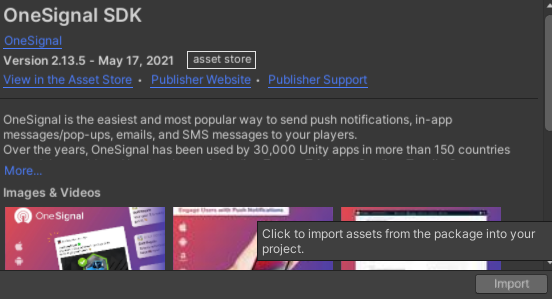 OneSignal SDK
OneSignal
Version 2.13.5 - May 17, 2021 asset store
View in the Asset Store • Publisher Website • Publisher Support
OneSignal is the easiest and most popular way to send push notifications, in-app
messages/pop-ups, emails, and SMS messages to your players.
Over the years, OneSignal has been used by 30,000 Unity apps in more than 150 countries
More...
Images & Videos
OneSignal
Engage Users with Push Notifications
Click to import assets from the package into your
project.
Import